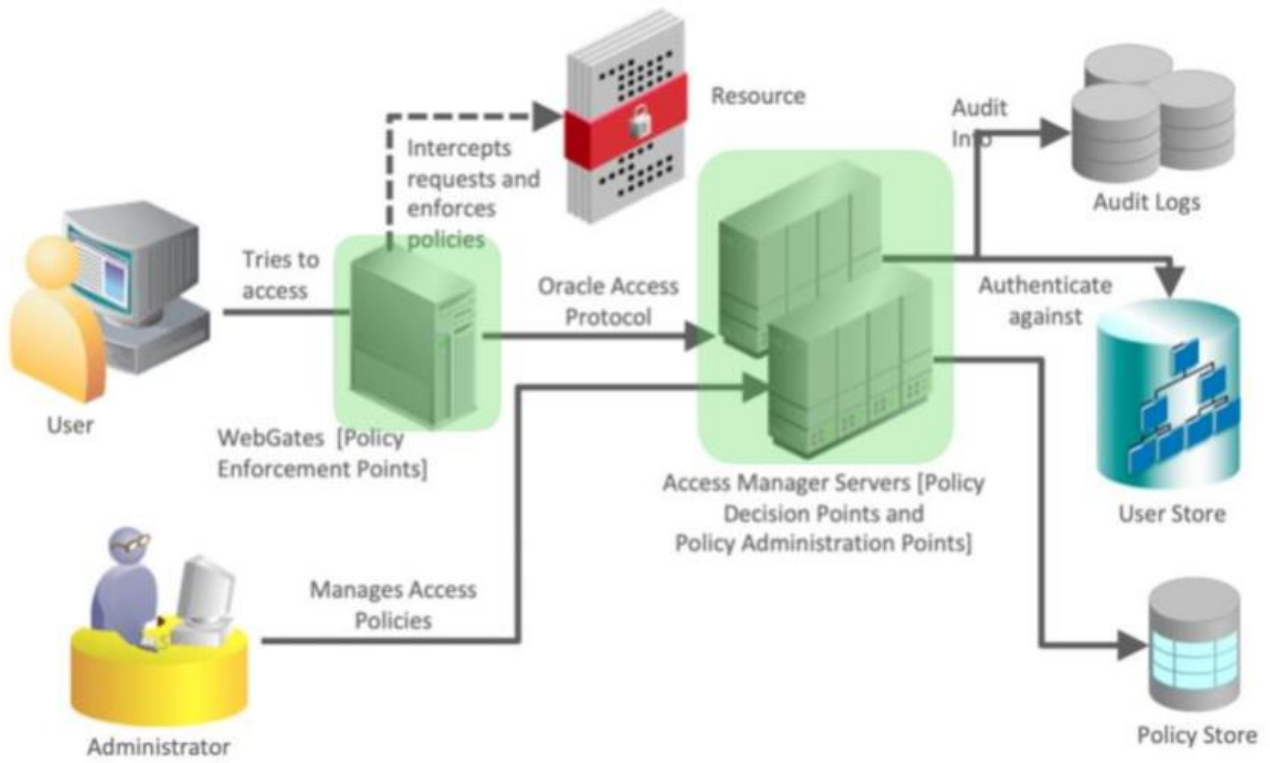 Resource
Audit
Info
Intercepts
requests and
enforces
policies
Audit Logs
Tries to
access
Oracle Access
Protocol
Authenticate
against
User
WebGates [Policy
Enforcement Points]
Access Manager Servers [Policy
Decision Points and
Policy Administration Points]
User Store
Manages Access
Policies
Administrator
Policy Store